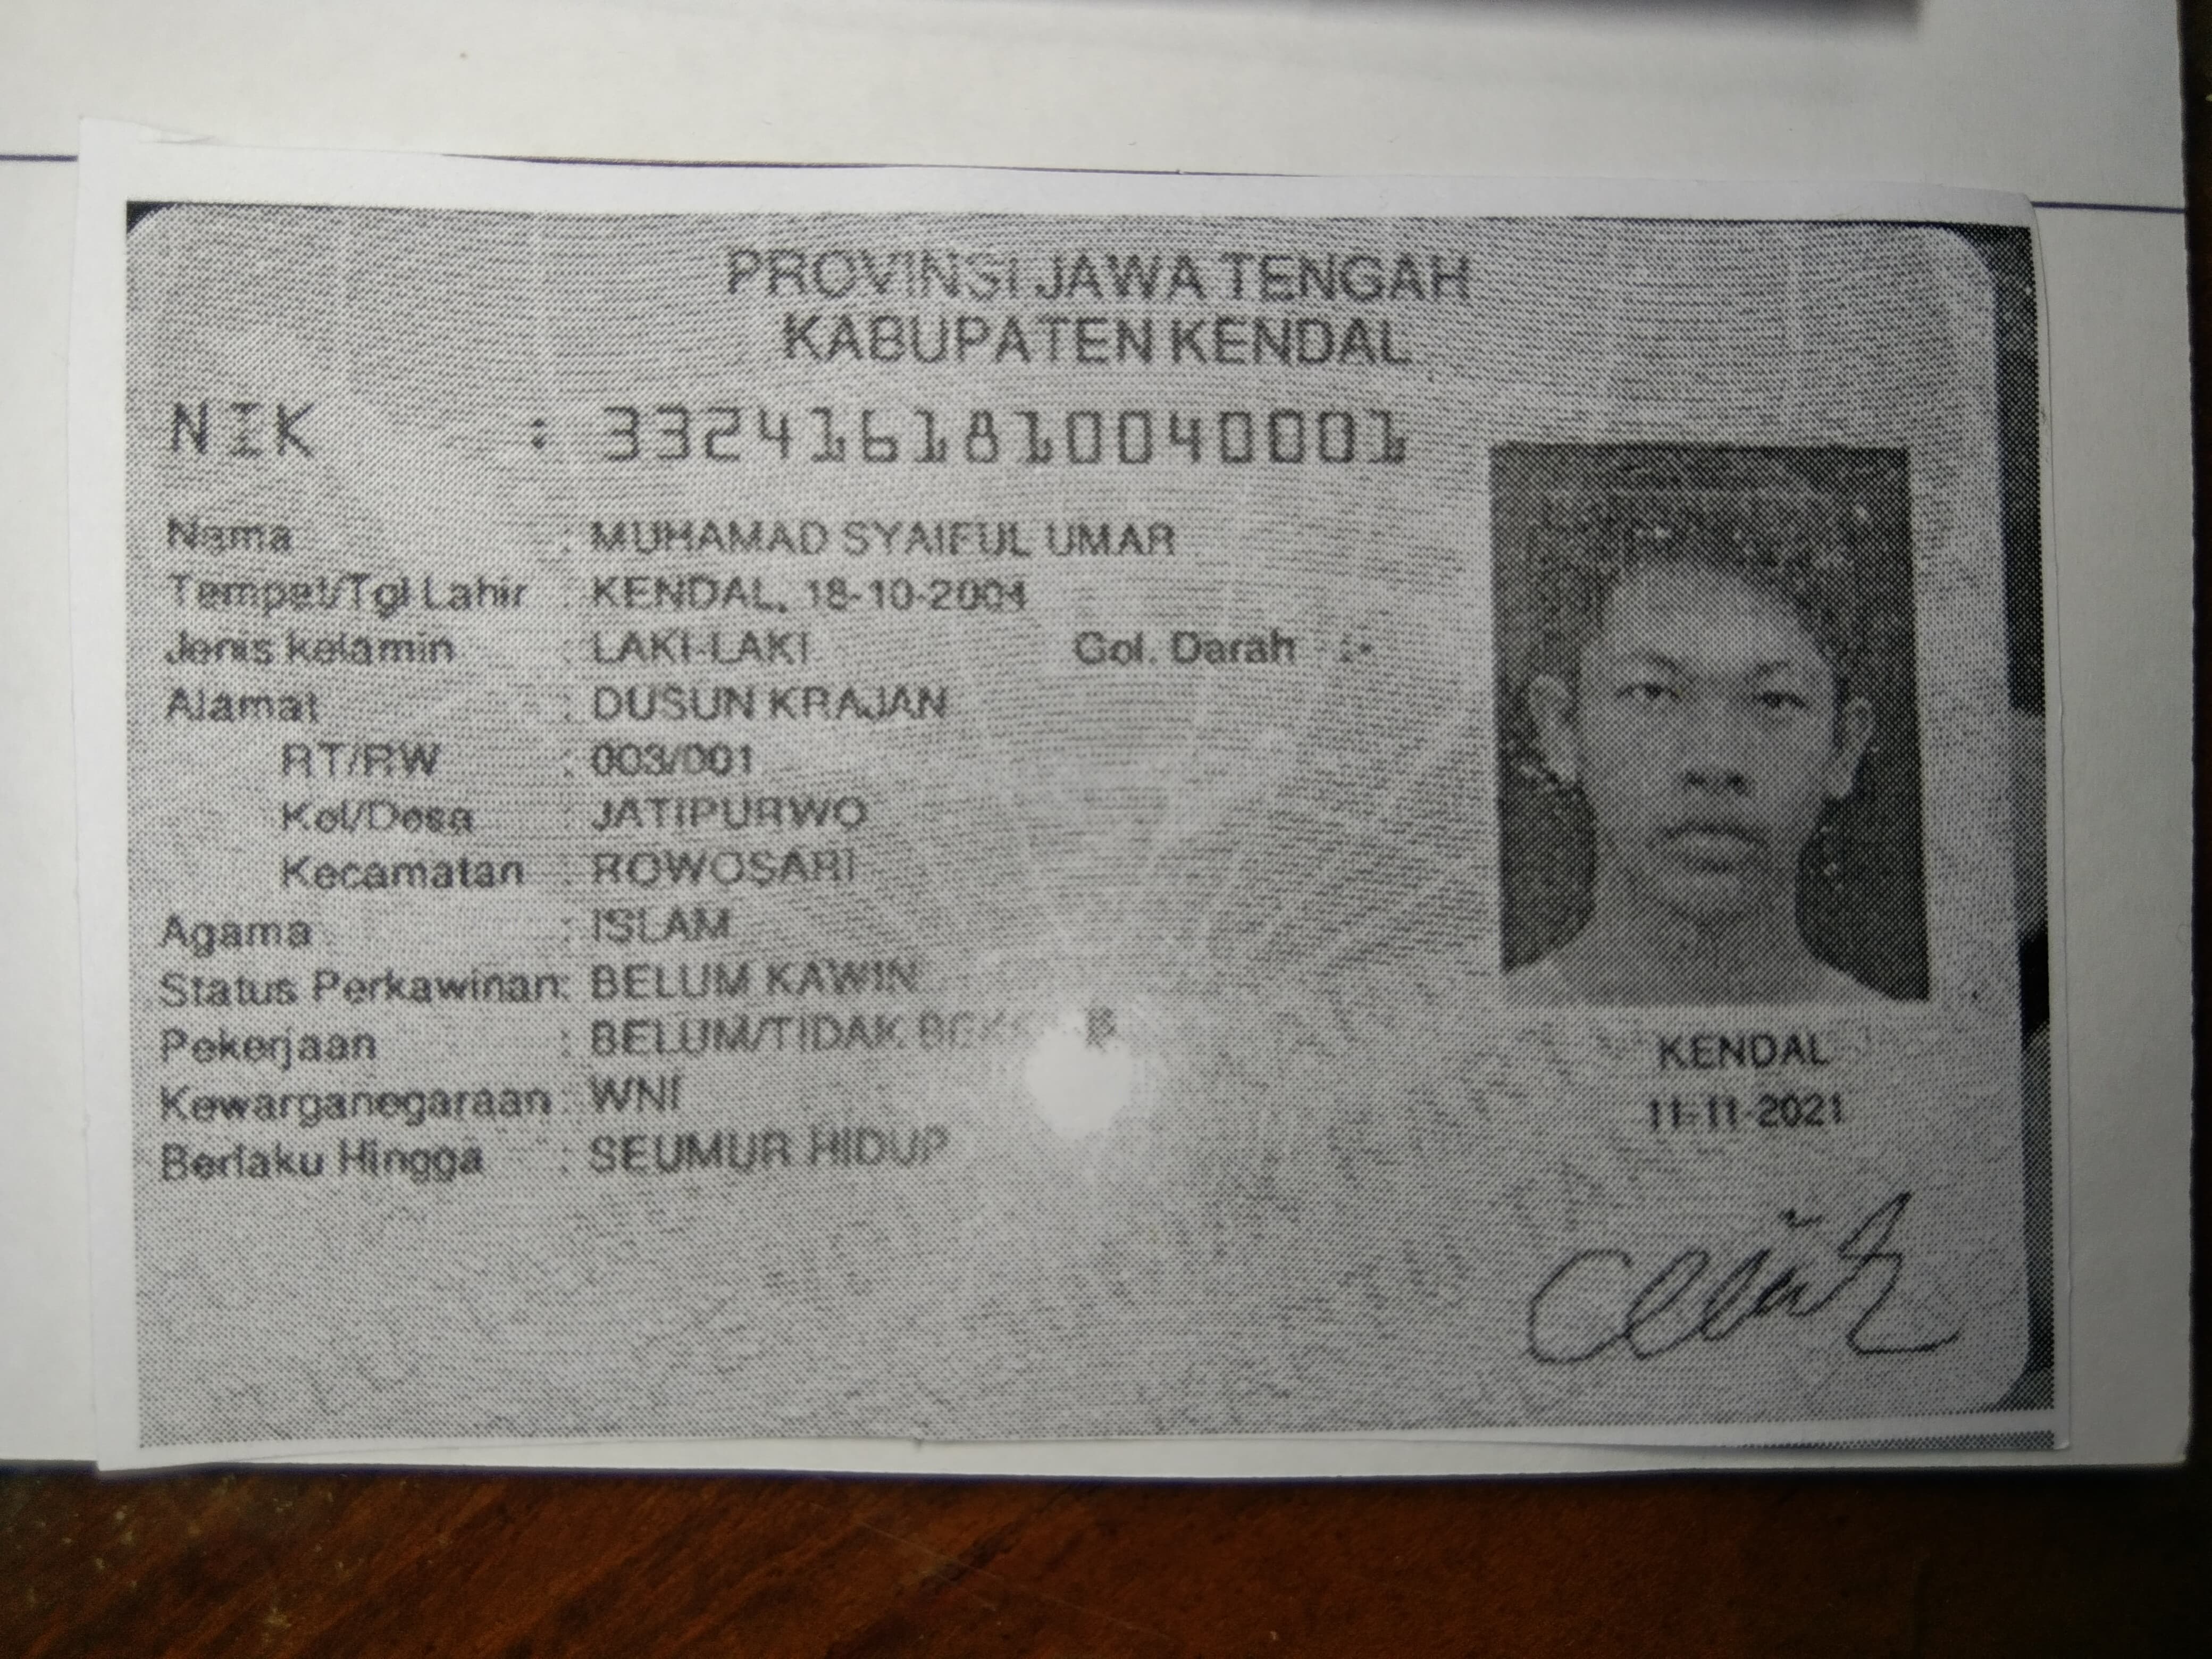 PROVINSI JAWA TENGAH
KABUPATEN KENDAL
NIK : 3324161810040001
Nama : MUHAMAD SYAIFUL UMAR
Tempat/Tgl Lahir : KENDAL, 18-10-2004
Jenis kelamin : LAKI-LAKI Gol. Darah :-
Alamat : DUSUN KRAJAN
RT/RW : 003/001
Kel/Desa : JATIPURWO
Kecamatan : ROWOSARI
Agama : ISLAM
Status Perkawinan: BELUM KAWIN
Pekerjaan : BELUM/TIDAK
Kewarganegaraan: WNI
Berlaku Hingga : SEUMUR HIDUP
KENDAL
11-11-2021